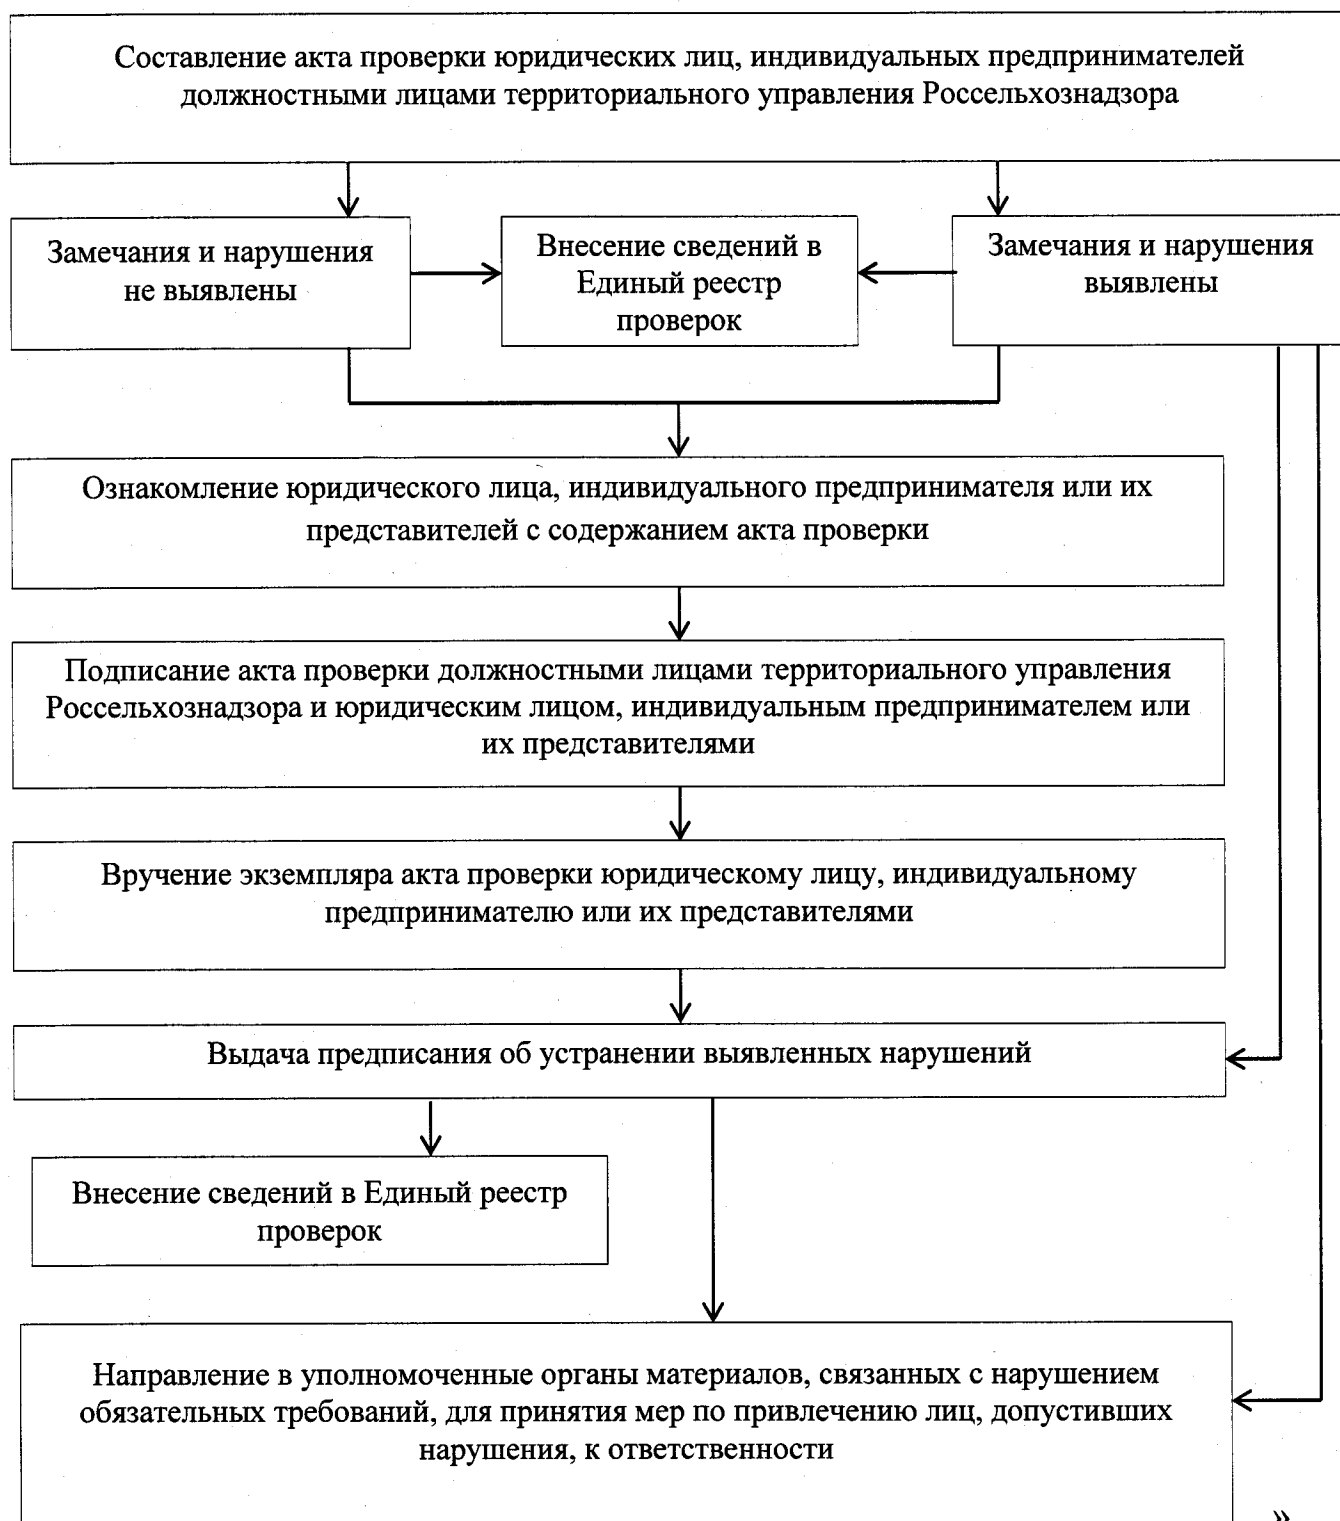 Составление акта проверки юридических лиц, индивидуальных предпринимателей
должностными лицами территориального управления Россельхознадзора
Замечания и нарушения
не выявлены
Внесение сведений в
Единый реестр
проверок
Замечания и нарушения
выявлены
Ознакомление юридического лица, индивидуального предпринимателя или их
представителей с содержанием акта проверки
Подписание акта проверки должностными лицами территориального управления
Россельхознадзора и юридическим лицом, индивидуальным предпринимателем или
их представителями
Вручение экземпляра акта проверки юридическому лицу, индивидуальному
предпринимателю или их представителями
Выдача предписания об устранении выявленных нарушений
Внесение сведений в Единый реестр
проверок
Направление в уполномоченные органы материалов, связанных с нарушением
обязательных требований, для принятия мер по привлечению лиц, допустивших
нарушения, к ответственности
»